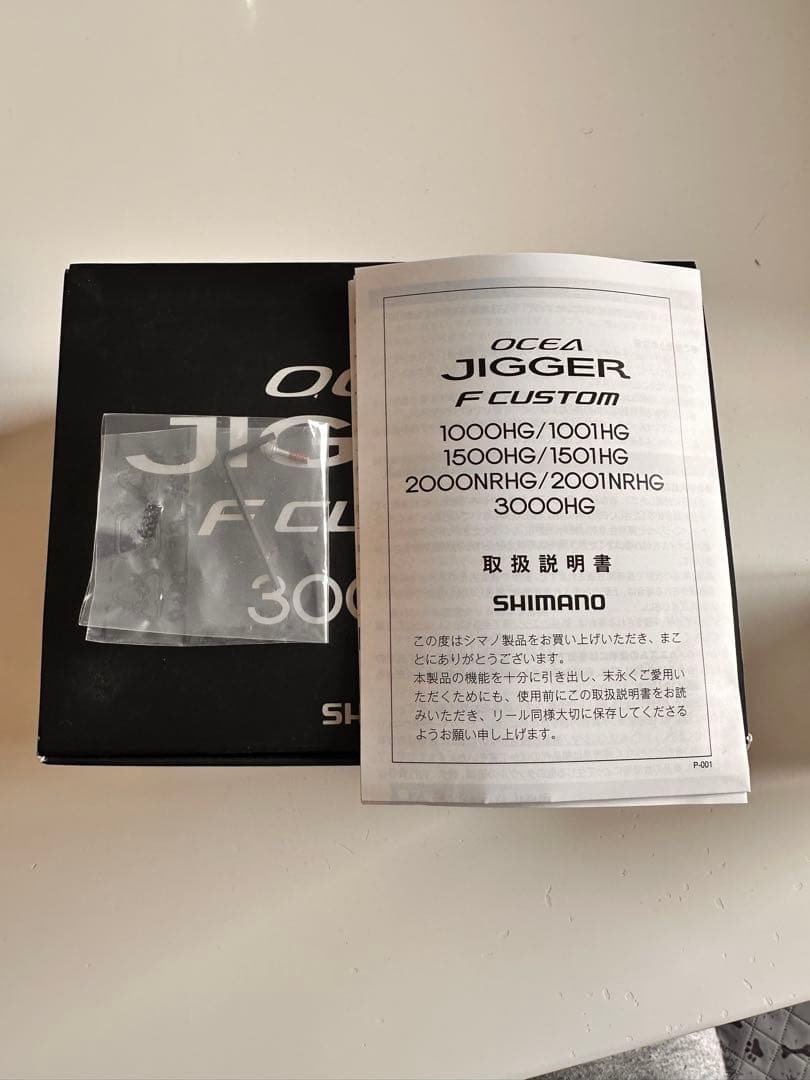 OCEA
JIGGER
F CUSTOM
1000HG/1001HG
1500HG/1501HG
2000NRHG/2001NRHG
3000HG
取扱説明書
SHIMANO
この度はシマノ製品をお買い上げいただき、まこ
とにありがとうございます。
本製品の機能を十分に引き出し、末永くご愛用い
ただくためにも、使用前にこの取扱説明書をお読
みいただき、リール同様大切に保存してくださる
ようお願い申し上げます。
P-001
OC
JIG
F CU
300
SH